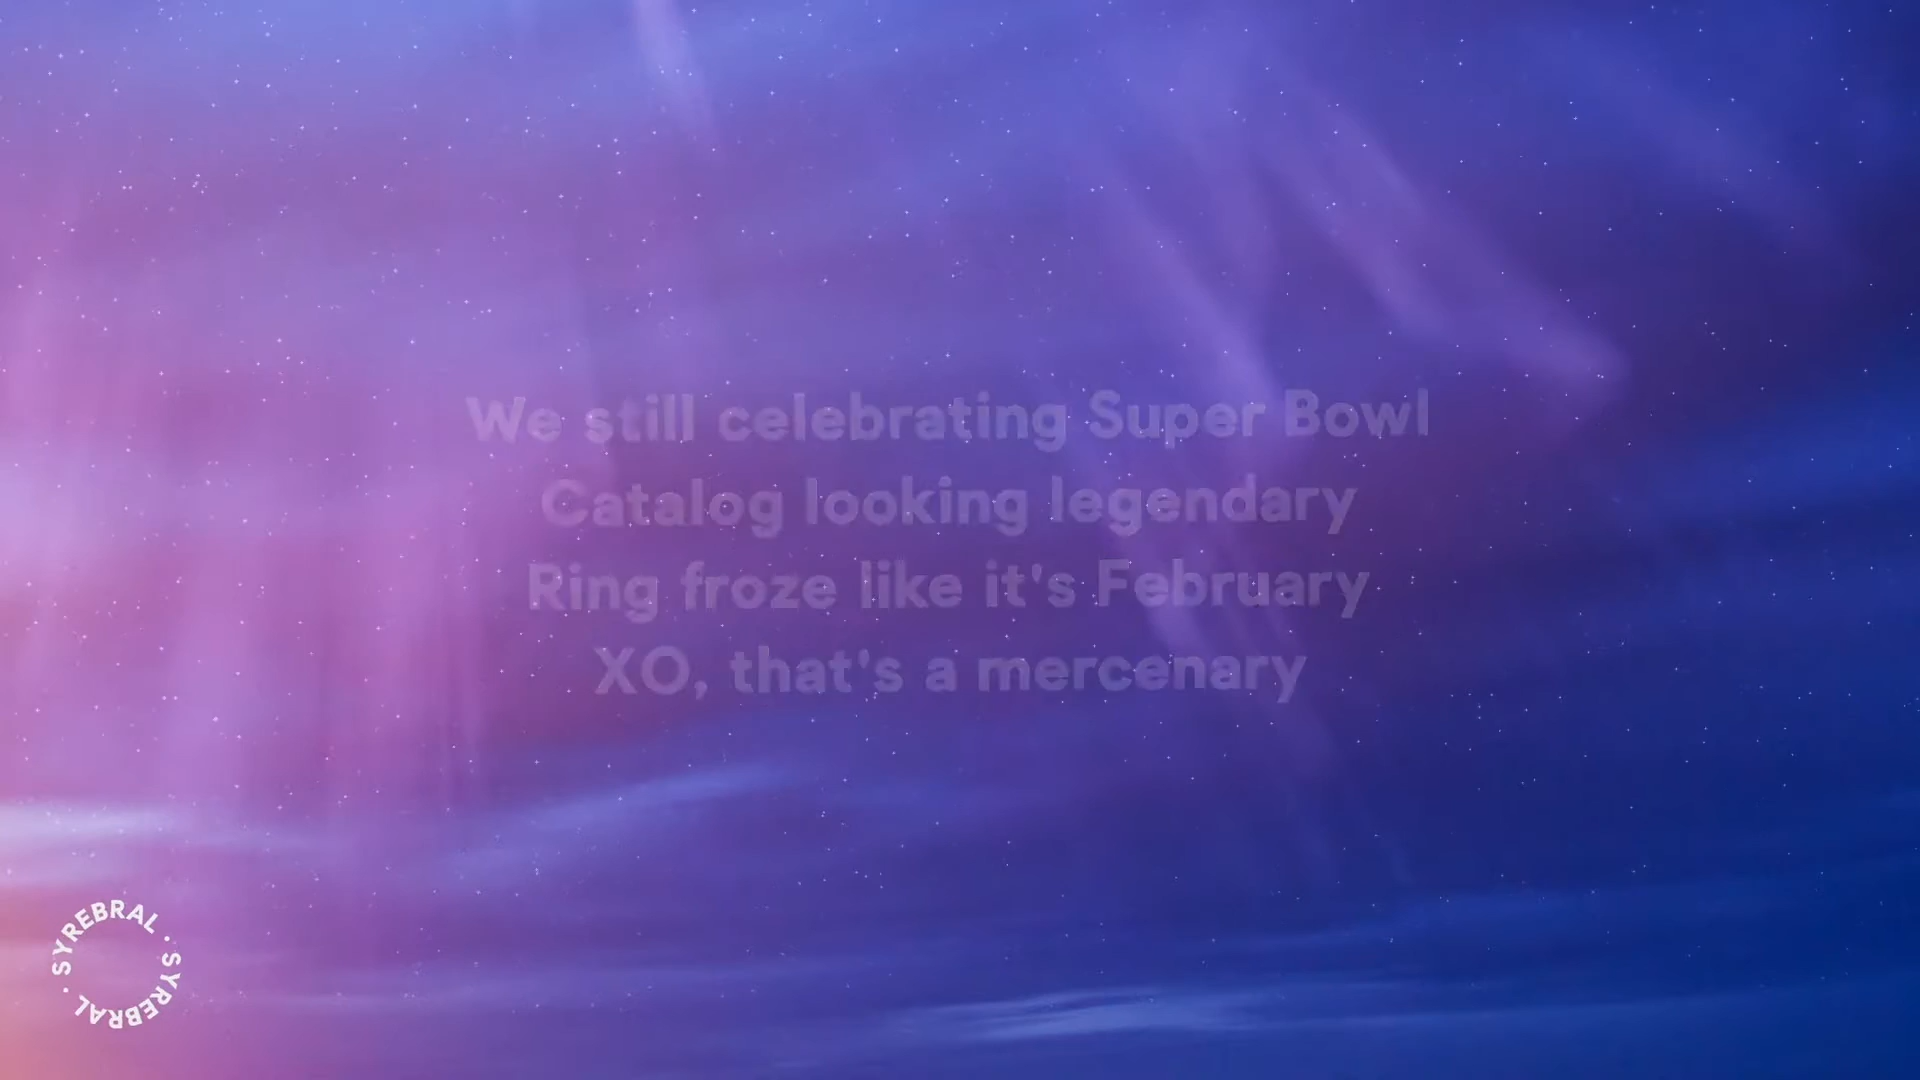 We still celebrating Super Bowl
Catalog looking legendary
Ring froze like it's February
XO, that's a mercenary
SYREBRAL · SYREBRAL ·